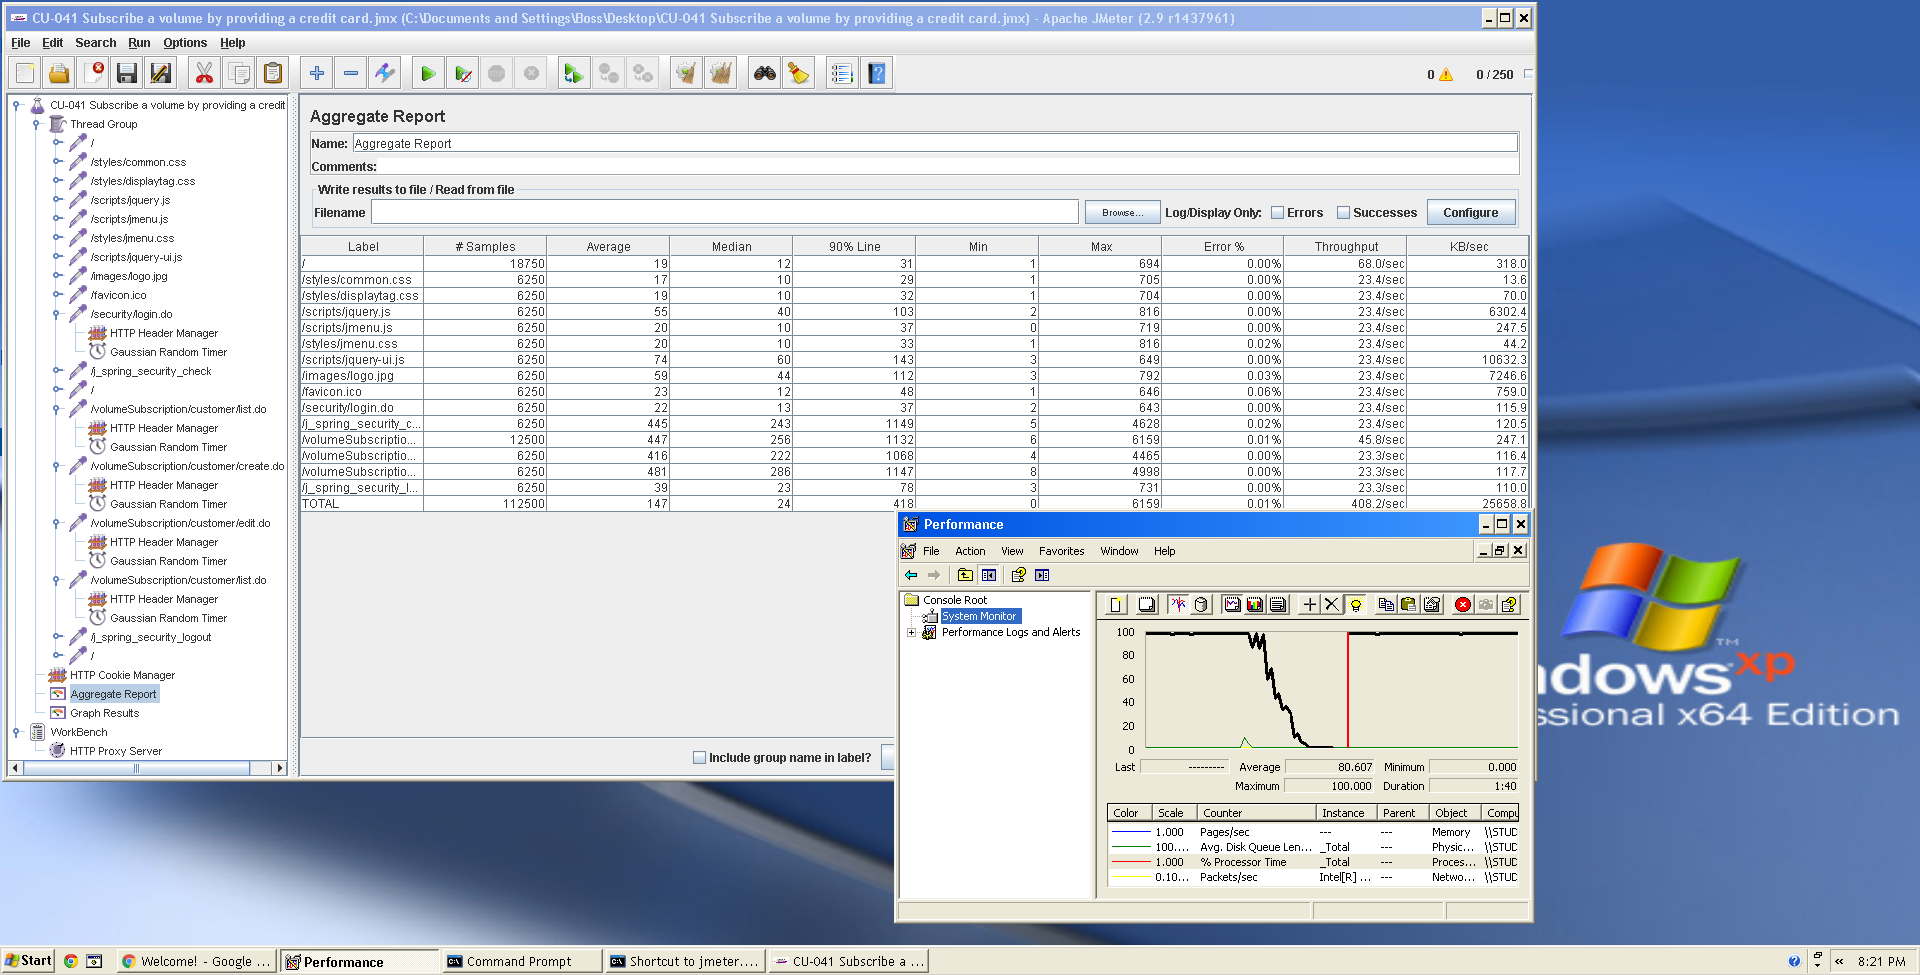 CU-041 Subscribe a volume by providing a credit card.jmx (C:\Documents and Settings\Boss\Desktop\CU-041 Subscribe a volume by providing a credit card.jmx) - Apache JMeter (2.9 r1437961)
File Edit Search Run Options Help
0 0 / 250
CU-041 Subscribe a volume by providing a credit
Thread Group
/
/styles/common.css
/styles/displaytag.css
/scripts/jquery.js
/scripts/jmenu.js
/styles/jmenu.css
/scripts/jquery-ui.js
/images/logo.jpg
/favicon.ico
/security/login.do
HTTP Header Manager
Gaussian Random Timer
/j_spring_security_check
/
/volumeSubscription/customer/list.do
HTTP Header Manager
Gaussian Random Timer
/volumeSubscription/customer/create.do
HTTP Header Manager
Gaussian Random Timer
/volumeSubscription/customer/edit.do
HTTP Header Manager
Gaussian Random Timer
/volumeSubscription/customer/list.do
HTTP Header Manager
Gaussian Random Timer
/j_spring_security_logout
/
HTTP Cookie Manager
Aggregate Report
Graph Results
WorkBench
HTTP Proxy Server
Aggregate Report
Name: Aggregate Report
Comments:
Write results to file / Read from file
Filename Browse... Log/Display Only: Errors Successes Configure
Label # Samples Average Median 90% Line Min Max Error % Throughput KB/sec
/ 18750 19 12 31 1 694 0.00% 68.0/sec 318.0
/styles/common.css 6250 17 10 29 1 705 0.00% 23.4/sec 13.6
/styles/displaytag.css 6250 19 10 32 1 704 0.00% 23.4/sec 70.0
/scripts/jquery.js 6250 55 40 103 2 816 0.00% 23.4/sec 6302.4
/scripts/jmenu.js 6250 20 10 37 0 719 0.00% 23.4/sec 247.5
/styles/jmenu.css 6250 20 10 33 1 816 0.02% 23.4/sec 44.2
/scripts/jquery-ui.js 6250 74 60 143 3 649 0.00% 23.4/sec 10632.3
/images/logo.jpg 6250 59 44 112 3 792 0.03% 23.4/sec 7246.6
/favicon.ico 6250 23 12 48 1 646 0.06% 23.4/sec 759.0
/security/login.do 6250 22 13 37 2 643 0.00% 23.4/sec 115.9
/j_spring_security_c... 6250 445 243 1149 5 4628 0.02% 23.4/sec 120.5
/volumeSubscriptio... 12500 447 256 1132 6 6159 0.01% 45.8/sec 247.1
/volumeSubscriptio... 6250 416 222 1068 4 4465 0.00% 23.3/sec 116.4
/volumeSubscriptio... 6250 481 286 1147 8 4998 0.00% 23.3/sec 117.7
/j_spring_security_l... 6250 39 23 78 3 731 0.00% 23.3/sec 110.0
TOTAL 112500 147 24 418 0 6159 0.01% 408.2/sec 25658.8
Include group name in label?
Performance
File Action View Favorites Window Help
Console Root
System Monitor
Performance Logs and Alerts
100
80
60
40
20
0
Last --------- Average 80.607 Minimum 0.000
Maximum 100.000 Duration 1:40
Color Scale Counter Instance Parent Object Compu
1.000 Pages/sec --- --- Memory \\STUD
100.... Avg. Disk Queue Len... _Total --- Physic... \\STUD
1.000 % Processor Time _Total --- Proces... \\STUD
0.10... Packets/sec Intel[R] ... --- Netwo... \\STUD
ndows xp TM
ssional x64 Edition
Start Welcome! - Google ... Performance Command Prompt Shortcut to jmeter.... CU-041 Subscribe a ... « 8:21 PM